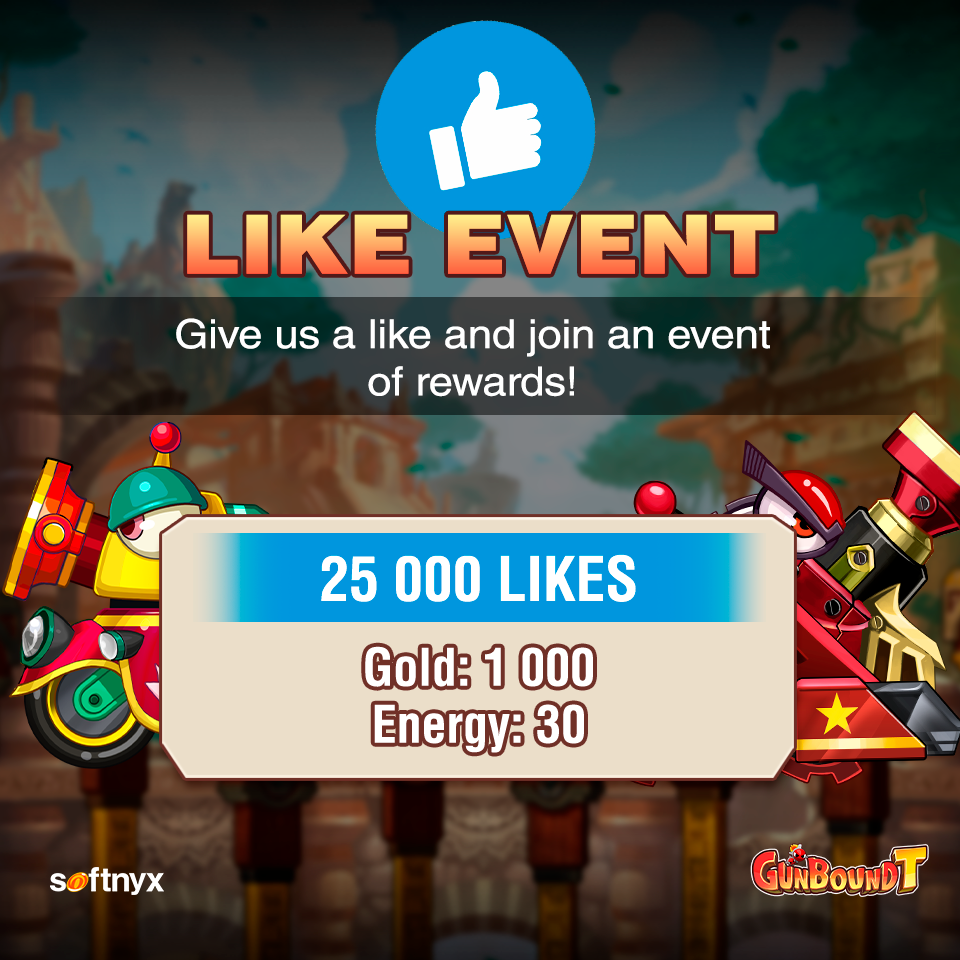 LIKE EVENT
Give us a like and join an event
of rewards!
25 000 LIKES
Gold: 1 000
Energy: 30
softnyx
GUNBOUND T